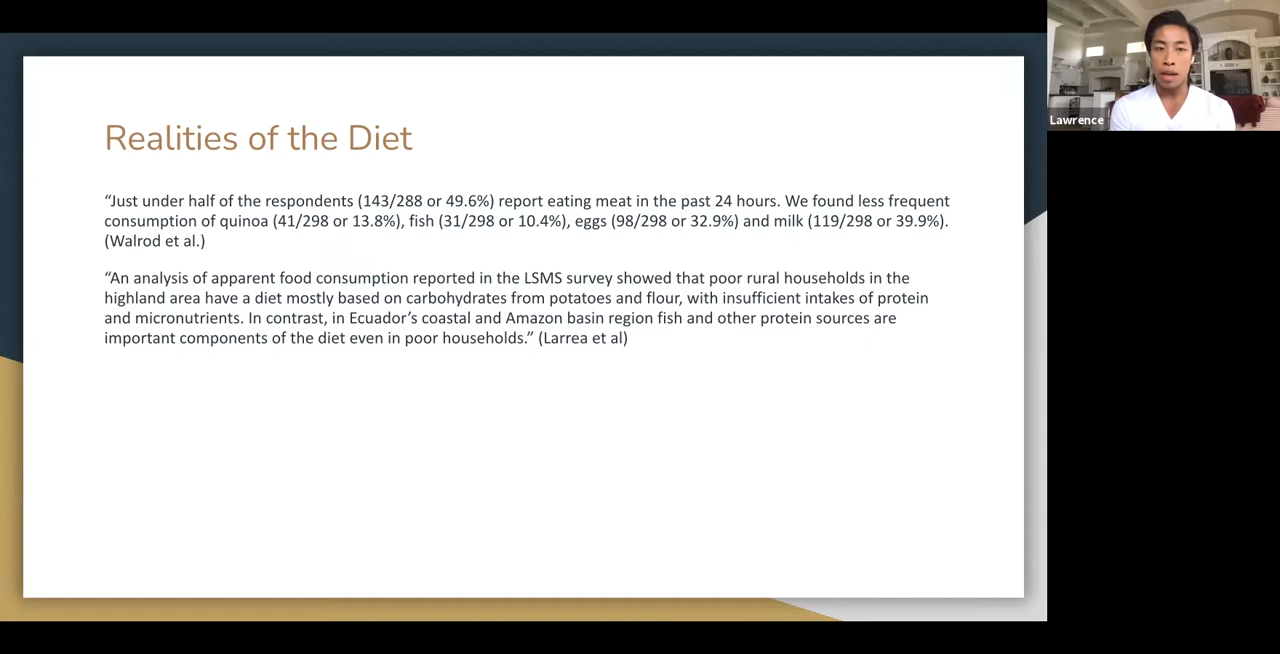 Realities of the Diet
“Just under half of the respondents (143/288 or 49.6%) report eating meat in the past 24 hours. We found less frequent
consumption of quinoa (41/298 or 13.8%), fish (31/298 or 10.4%), eggs (98/298 or 32.9%) and milk (119/298 or 39.9%).
(Walrod et al.)
“An analysis of apparent food consumption reported in the LSMS survey showed that poor rural households in the
highland area have a diet mostly based on carbohydrates from potatoes and flour, with insufficient intakes of protein
and micronutrients. In contrast, in Ecuador’s coastal and Amazon basin region fish and other protein sources are
important components of the diet even in poor households.” (Larrea et al)
Lawrence